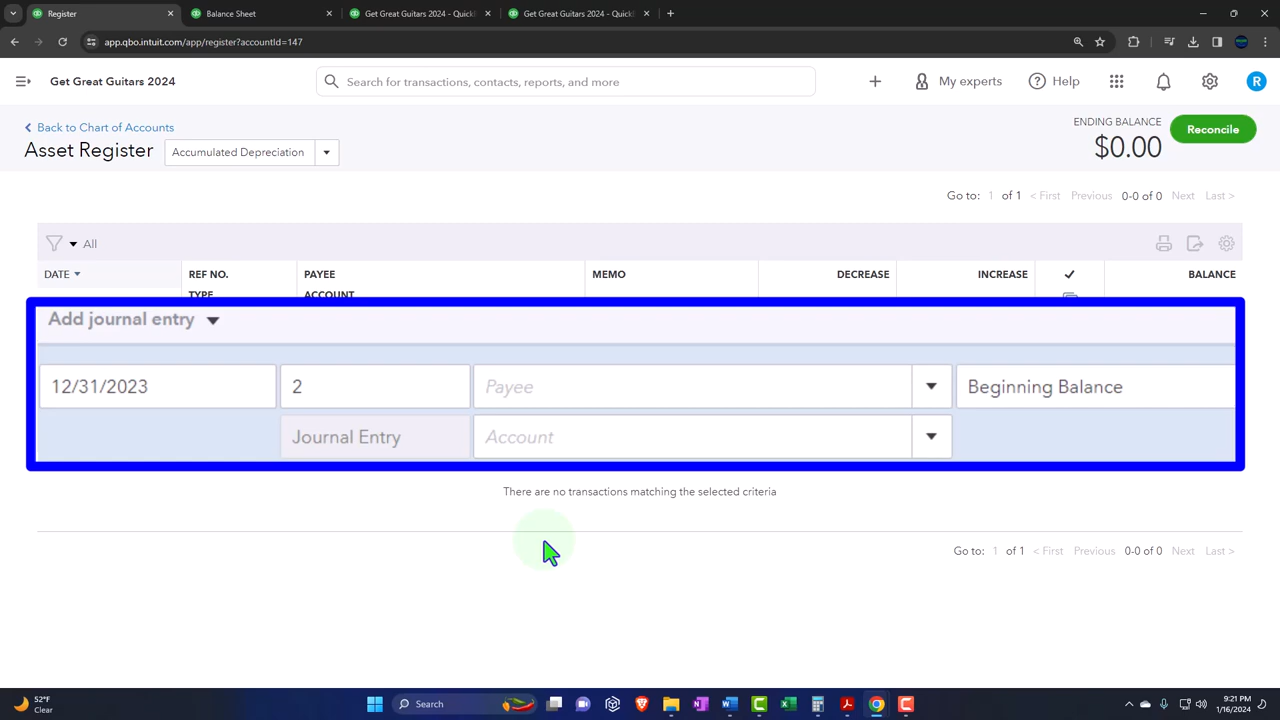 Register
Balance Sheet
Get Great Guitars 2024 - QuickB
Get Great Guitars 2024 - QuickB
qbo.intuit.com/app/register?accountId=147
Get Great Guitars 2024
Search for transactions, contacts, reports, and more
My experts
Help
R
Back to Chart of Accounts
Asset Register
Accumulated Depreciation
ENDING BALANCE
$0.00
Reconcile
Go to: 1 of 1 < First Previous 0-0 of 0 Next Last >
All
DATE REF NO. PAYEE MEMO DECREASE INCREASE BALANCE
TYPE ACCOUNT
Add journal entry
12/31/2023 2 Payee Beginning Balance
Journal Entry Account
There are no transactions matching the selected criteria
Go to: 1 of 1 < First Previous 0-0 of 0 Next Last >
52°F
Clear
Search
9:21 PM
1/16/2024